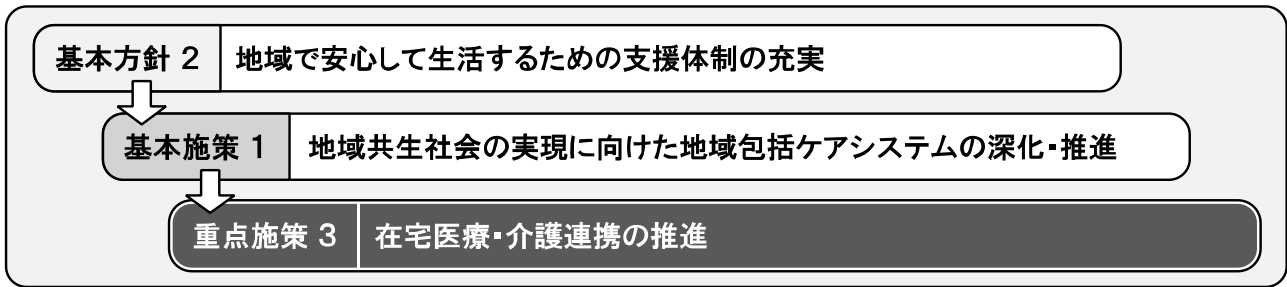 基本方針 2 地域で安心して生活するための支援体制の充実
基本施策 1 地域共生社会の実現に向けた地域包括ケアシステムの深化・推進
重点施策 3 在宅医療・介護連携の推進